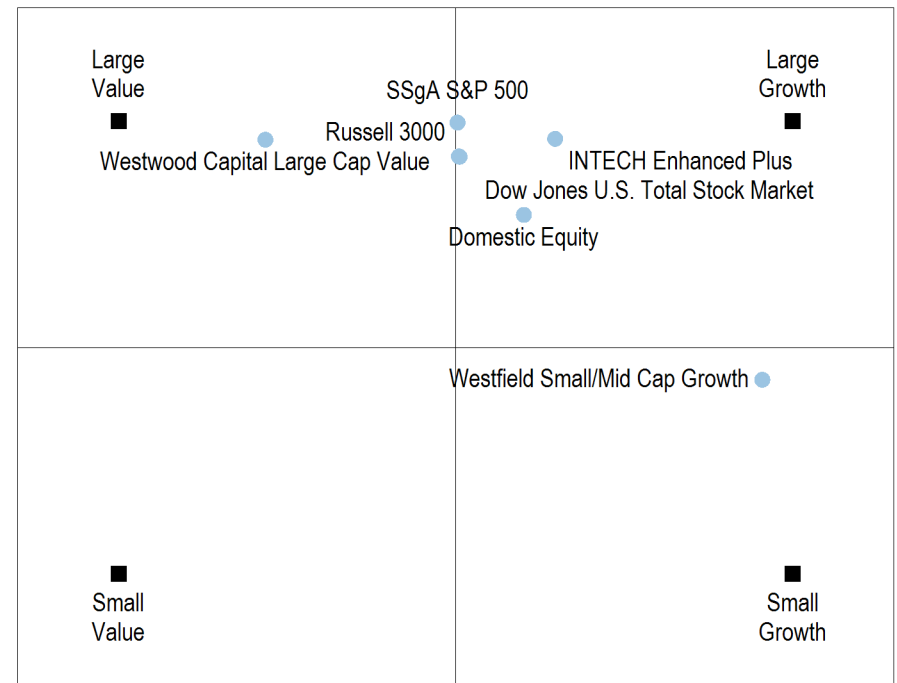 Large
Value
Large
Growth
SSgA S&P 500
Russell 3000
Westwood Capital Large Cap Value
INTECH Enhanced Plus
Dow Jones U.S. Total Stock Market
Domestic Equity
Westfield Small/Mid Cap Growth
Small
Value
Small
Growth